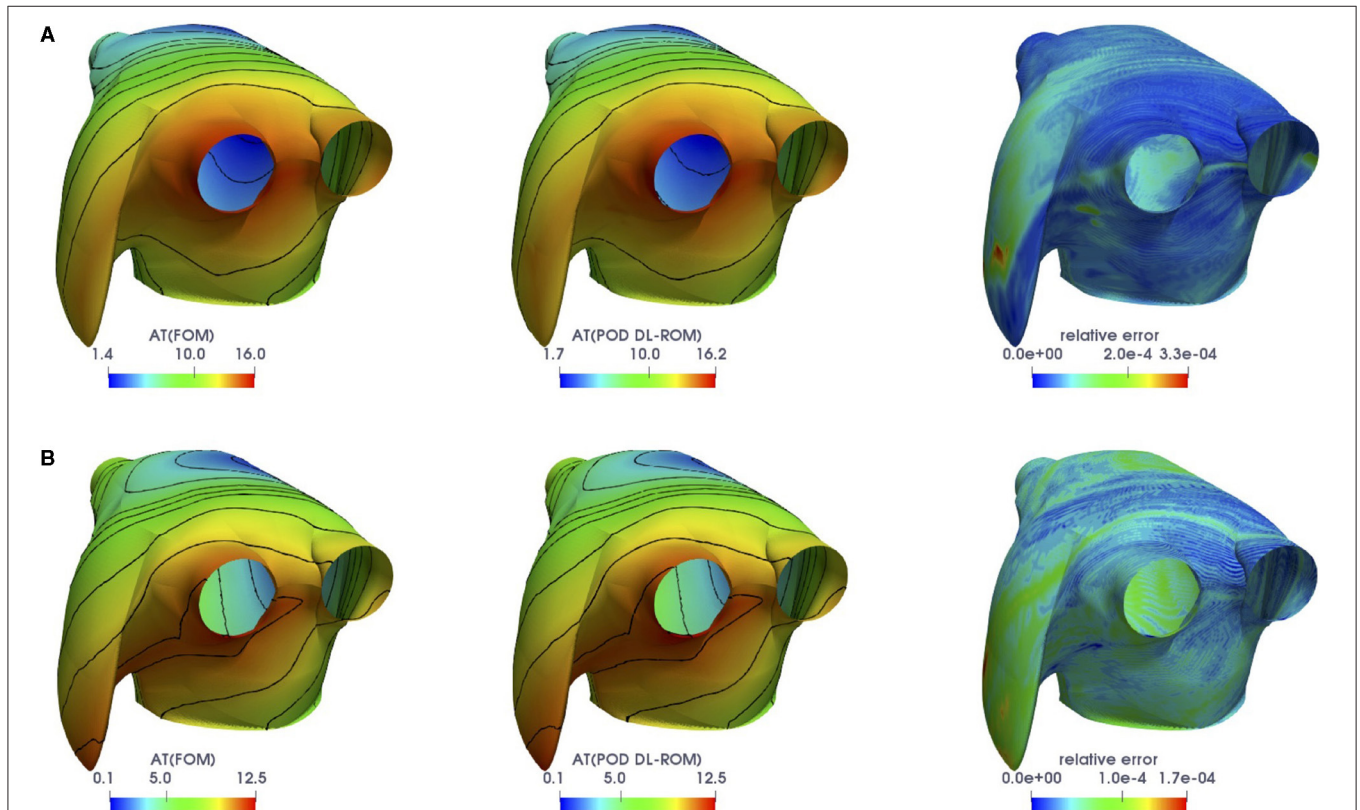 A
AT(FOM)
1.4 10.0 16.0
AT(POD DL-ROM)
1.7 10.0 16.2
relative error
0.0e+00 2.0e-4 3.3e-04
B
AT(FOM)
0.1 5.0 12.5
AT(POD DL-ROM)
0.1 5.0 12.5
relative error
0.0e+00 1.0e-4 1.7e-04